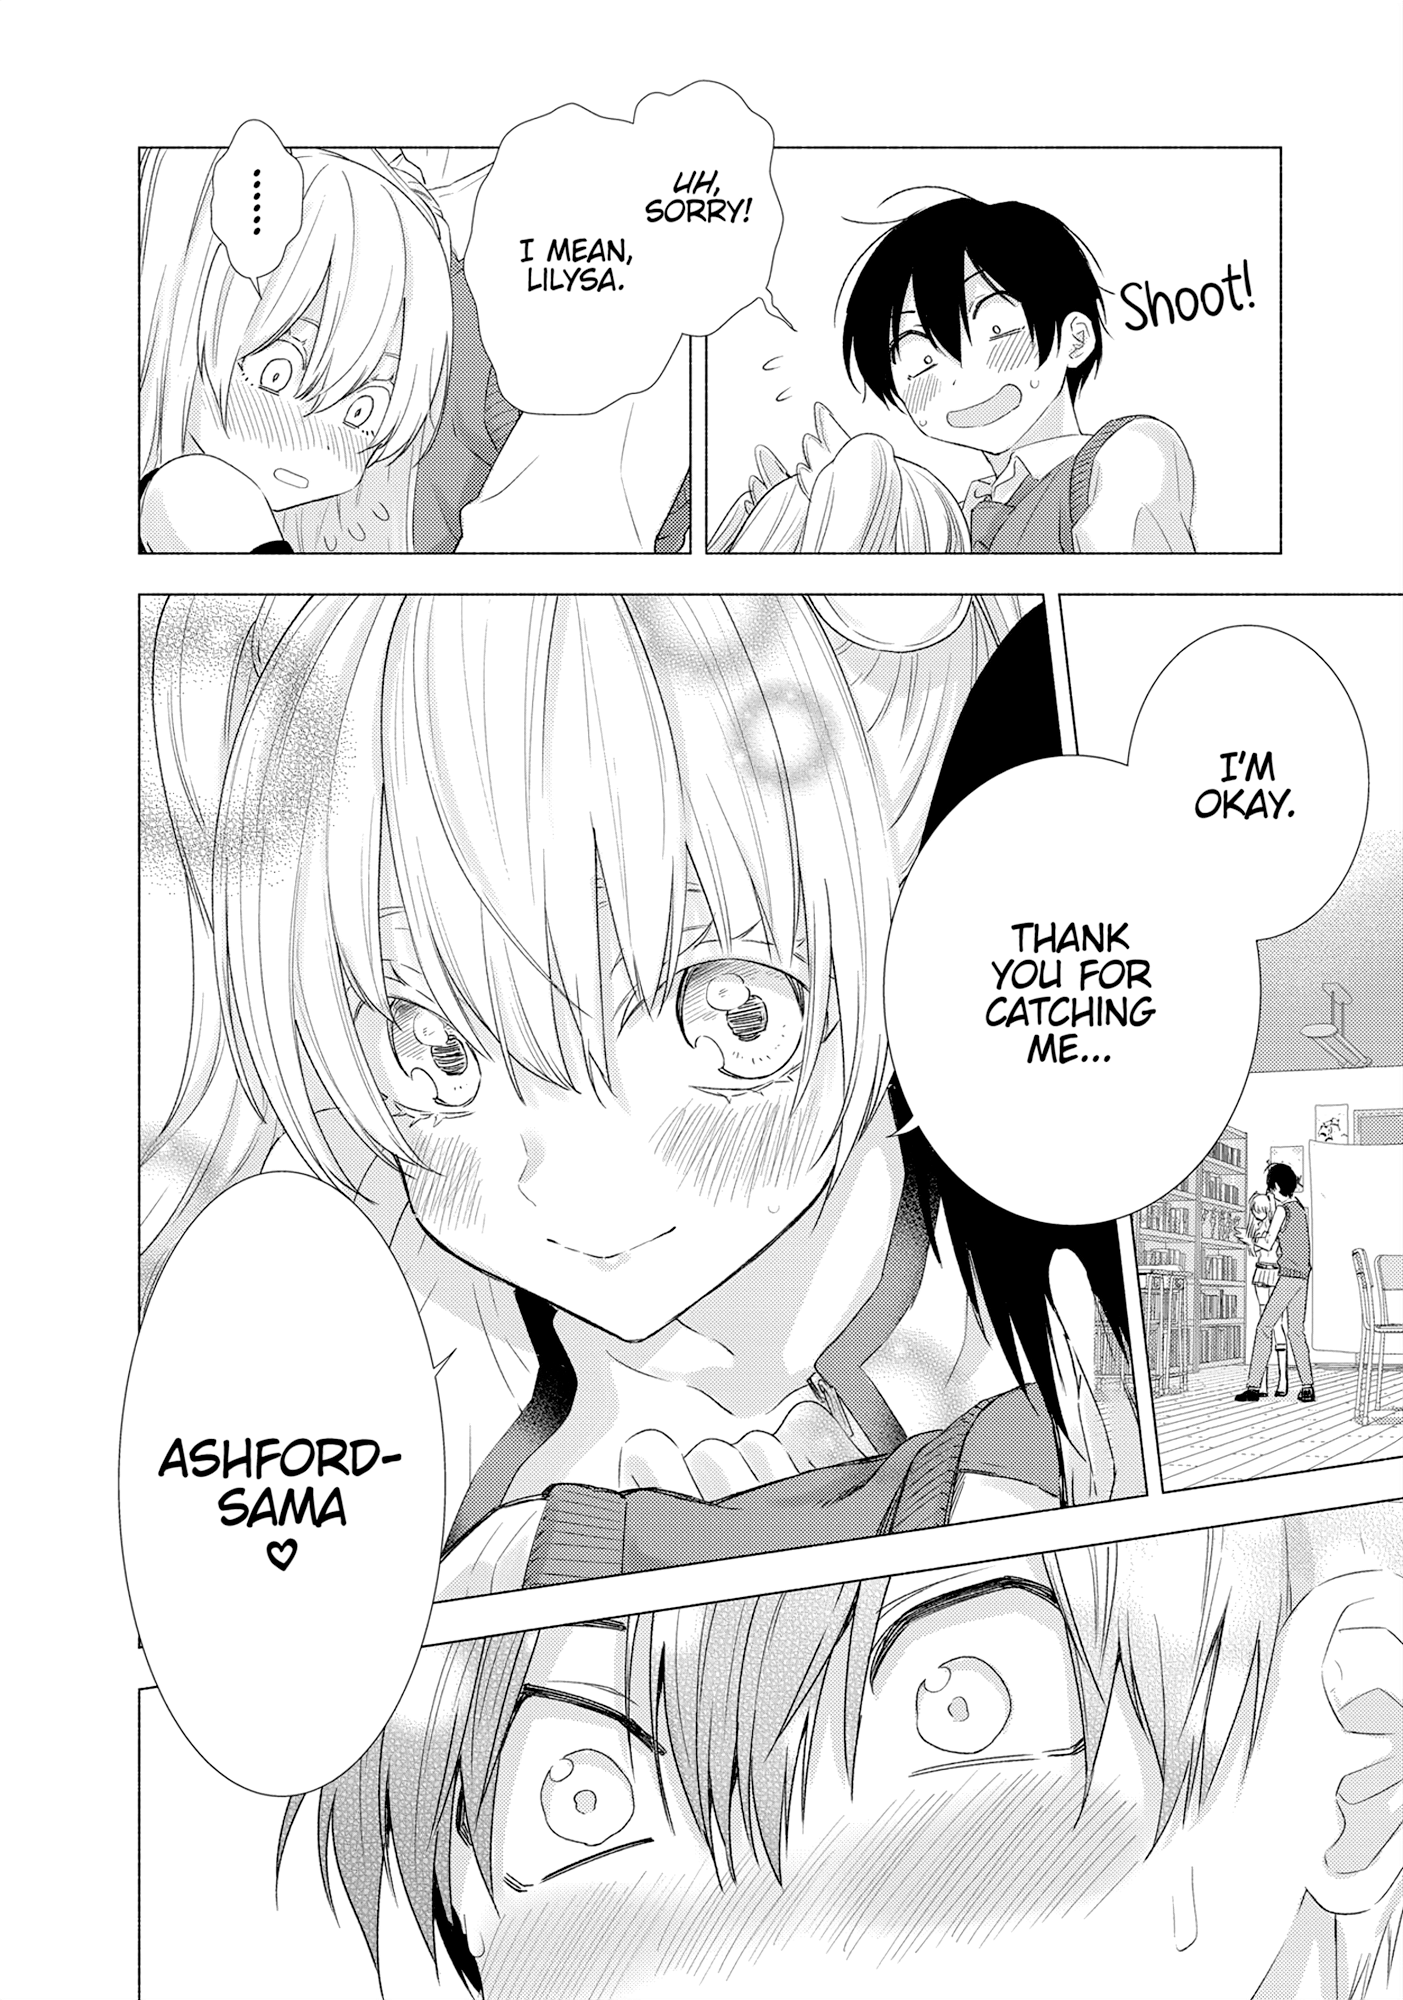 Shoot!
UH,
SORRY!
I MEAN,
LILYSA.
......
I'M
OKAY.
THANK
YOU FOR
CATCHING
ME...
ASHFORD-
SAMA
♡